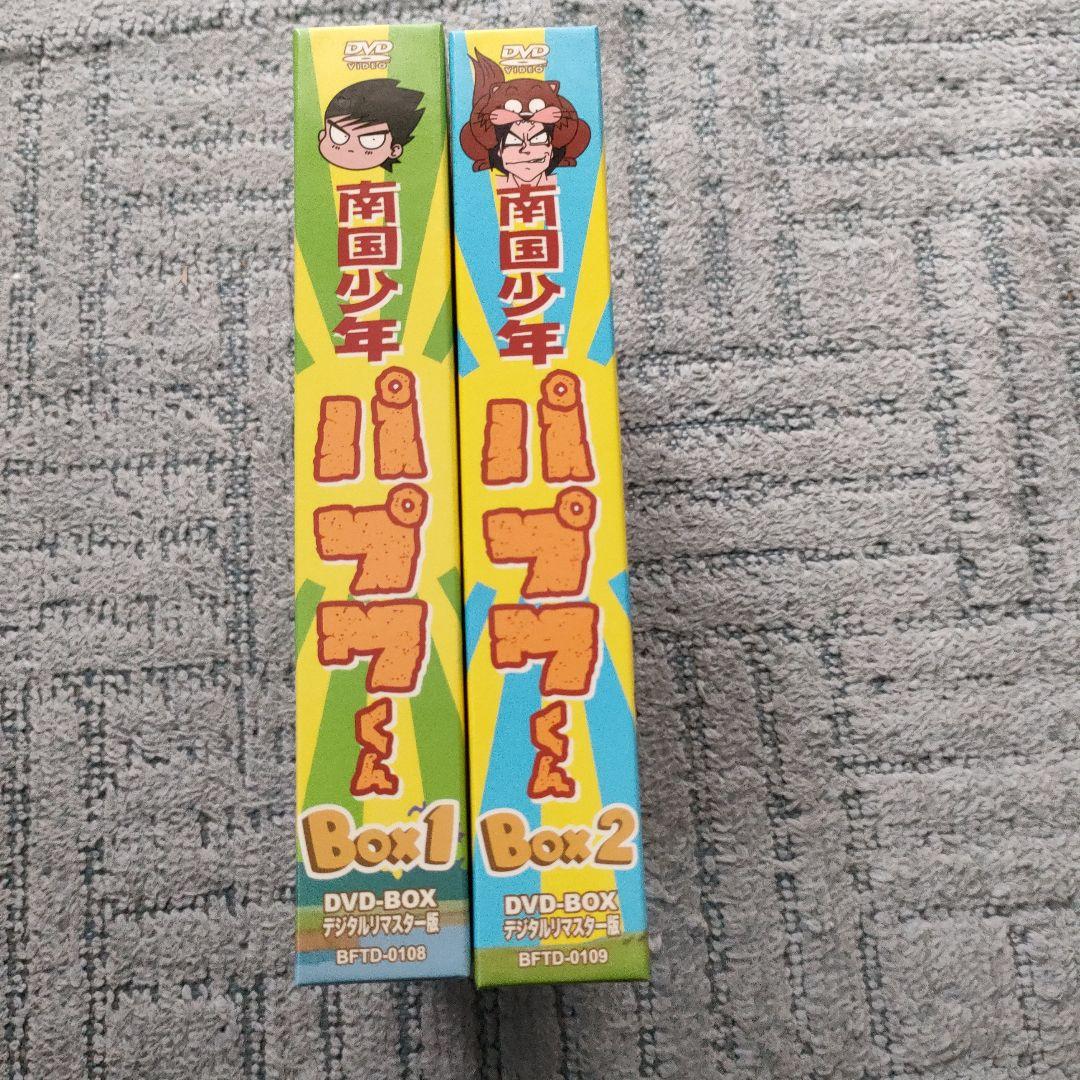 DVD
VIDEO
南国少年
パプワくん
Box1
DVD-BOX
デジタルリマスター版
BFTD-0108
DVD
VIDEO
南国少年
パプワくん
Box2
DVD-BOX
デジタルリマスター版
BFTD-0109